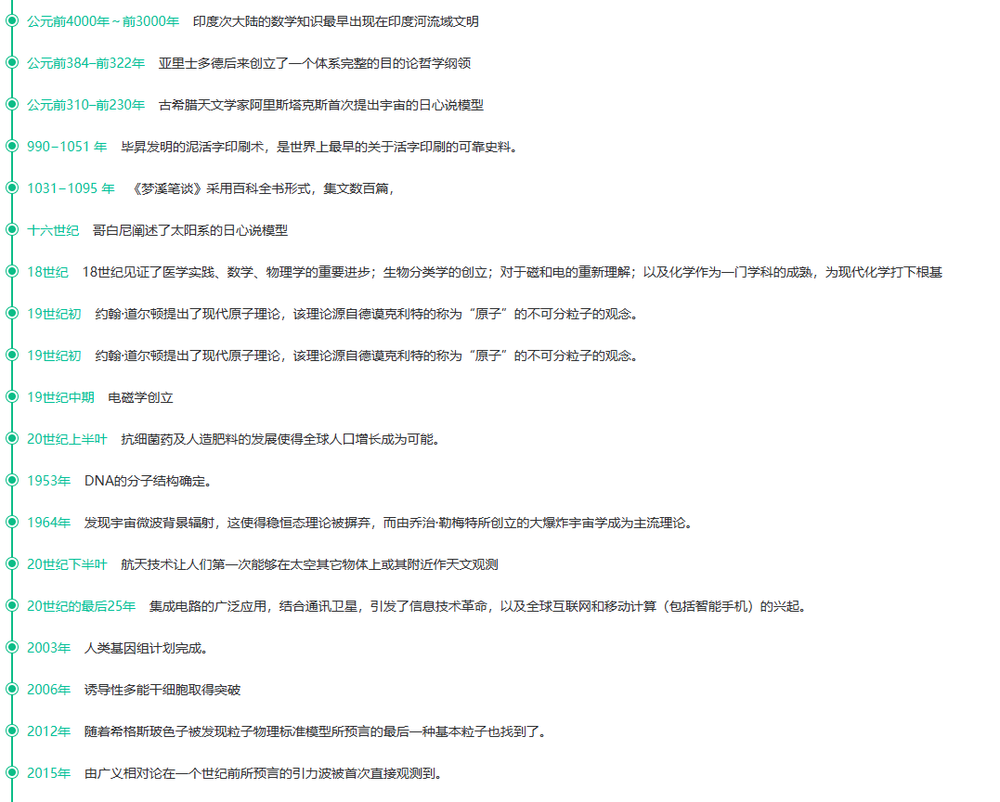 公元前4000年～前3000年 印度次大陆的数学知识最早出现在印度河流域文明
公元前384–前322年 亚里士多德后来创立了一个体系完整的目的论哲学纲领
公元前310–前230年 古希腊天文学家阿里斯塔克斯首次提出宇宙的日心说模型
990−1051 年 毕昇发明的泥活字印刷术，是世界上最早的关于活字印刷的可靠史料。
1031−1095 年 《梦溪笔谈》采用百科全书形式，集文数百篇，
十六世纪 哥白尼阐述了太阳系的日心说模型
18世纪 18世纪见证了医学实践、数学、物理学的重要进步；生物分类学的创立；对于磁和电的重新理解；以及化学作为一门学科的成熟，为现代化学打下根基
19世纪初 约翰·道尔顿提出了现代原子理论，该理论源自德谟克利特的称为“原子”的不可分粒子的观念。
19世纪初 约翰·道尔顿提出了现代原子理论，该理论源自德谟克利特的称为“原子”的不可分粒子的观念。
19世纪中期 电磁学创立
20世纪上半叶 抗细菌药及人造肥料的发展使得全球人口增长成为可能。
1953年 DNA的分子结构确定。
1964年 发现宇宙微波背景辐射，这使得稳恒态理论被摒弃，而由乔治·勒梅特所创立的大爆炸宇宙学成为主流理论。
20世纪下半叶 航天技术让人们第一次能够在太空其它物体上或其附近作天文观测
20世纪的最后25年 集成电路的广泛应用，结合通讯卫星，引发了信息技术革命，以及全球互联网和移动计算（包括智能手机）的兴起。
2003年 人类基因组计划完成。
2006年 诱导性多能干细胞取得突破
2012年 随着希格斯玻色子被发现粒子物理标准模型所预言的最后一种基本粒子也找到了。
2015年 由广义相对论在一个世纪前所预言的引力波被首次直接观测到。